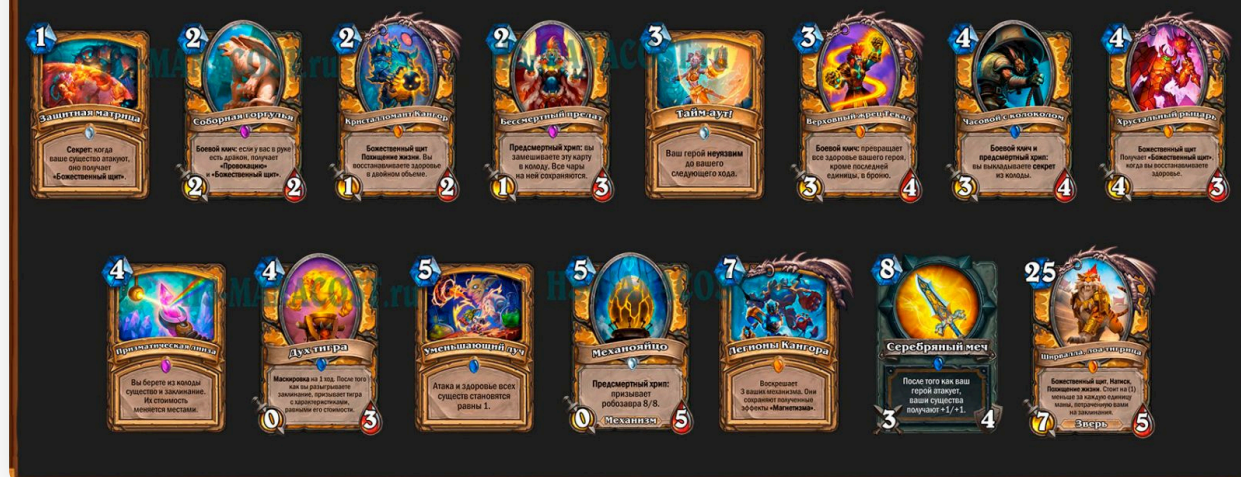 1
Защитная матрица
Секрет: когда
ваше существо атакуют,
оно получает
«Божественный щит».
2
Соборная горгулья
Боевой клич: если у вас в руке
есть дракон, получает
«Провокацию»
и «Божественный щит».
2
2
2
Кристалломант Кангор
Божественный щит
Похищение жизни. Вы
восстанавливаете здоровье
в двойном объеме.
1
2
2
Бессмертный прелат
Предсмертный хрип: вы
замешиваете эту карту
в колоду. Все чары
на ней сохраняются.
1
3
3
Тайм-аут!
Ваш герой неуязвим
до вашего
следующего хода.
3
Верховный жрец Текал
Боевой клич: превращает
все здоровье вашего героя,
кроме последней
единицы, в броню.
3
4
4
Часовой с колоколом
Боевой клич и
предсмертный хрип:
вы выкладываете секрет
из колоды.
3
4
4
Хрустальный рыцарь
Божественный щит
Получает «Божественный щит»,
когда вы восстанавливаете
здоровье.
4
3
4
Призматическая линза
Вы берете из колоды
существо и заклинание.
Их стоимость
меняется местами.
4
Дух тигра
Маскировка на 1 ход. После того
как вы разыгрываете
заклинание, призывает тигра
с характеристиками,
равными его стоимости.
0
3
5
Уменьшающий луч
Атака и здоровье всех
существ становятся
равны 1.
5
Механояйцо
Предсмертный хрип:
призывает
робозавра 8/8.
0
Механизм
5
7
Легионы Кангора
Воскрешает
3 ваших механизма. Они
сохраняют полученные
эффекты «Магнетизма».
8
Серебряный меч
После того как ваш
герой атакует,
ваши существа
получают +1/+1.
3
4
25
Ширвалла, лоа-тигрица
Божественный щит, Натиск,
Похищение жизни. Стоит на (1)
меньше за каждую единицу
маны, потраченную вами
на заклинания.
7
Зверь
5